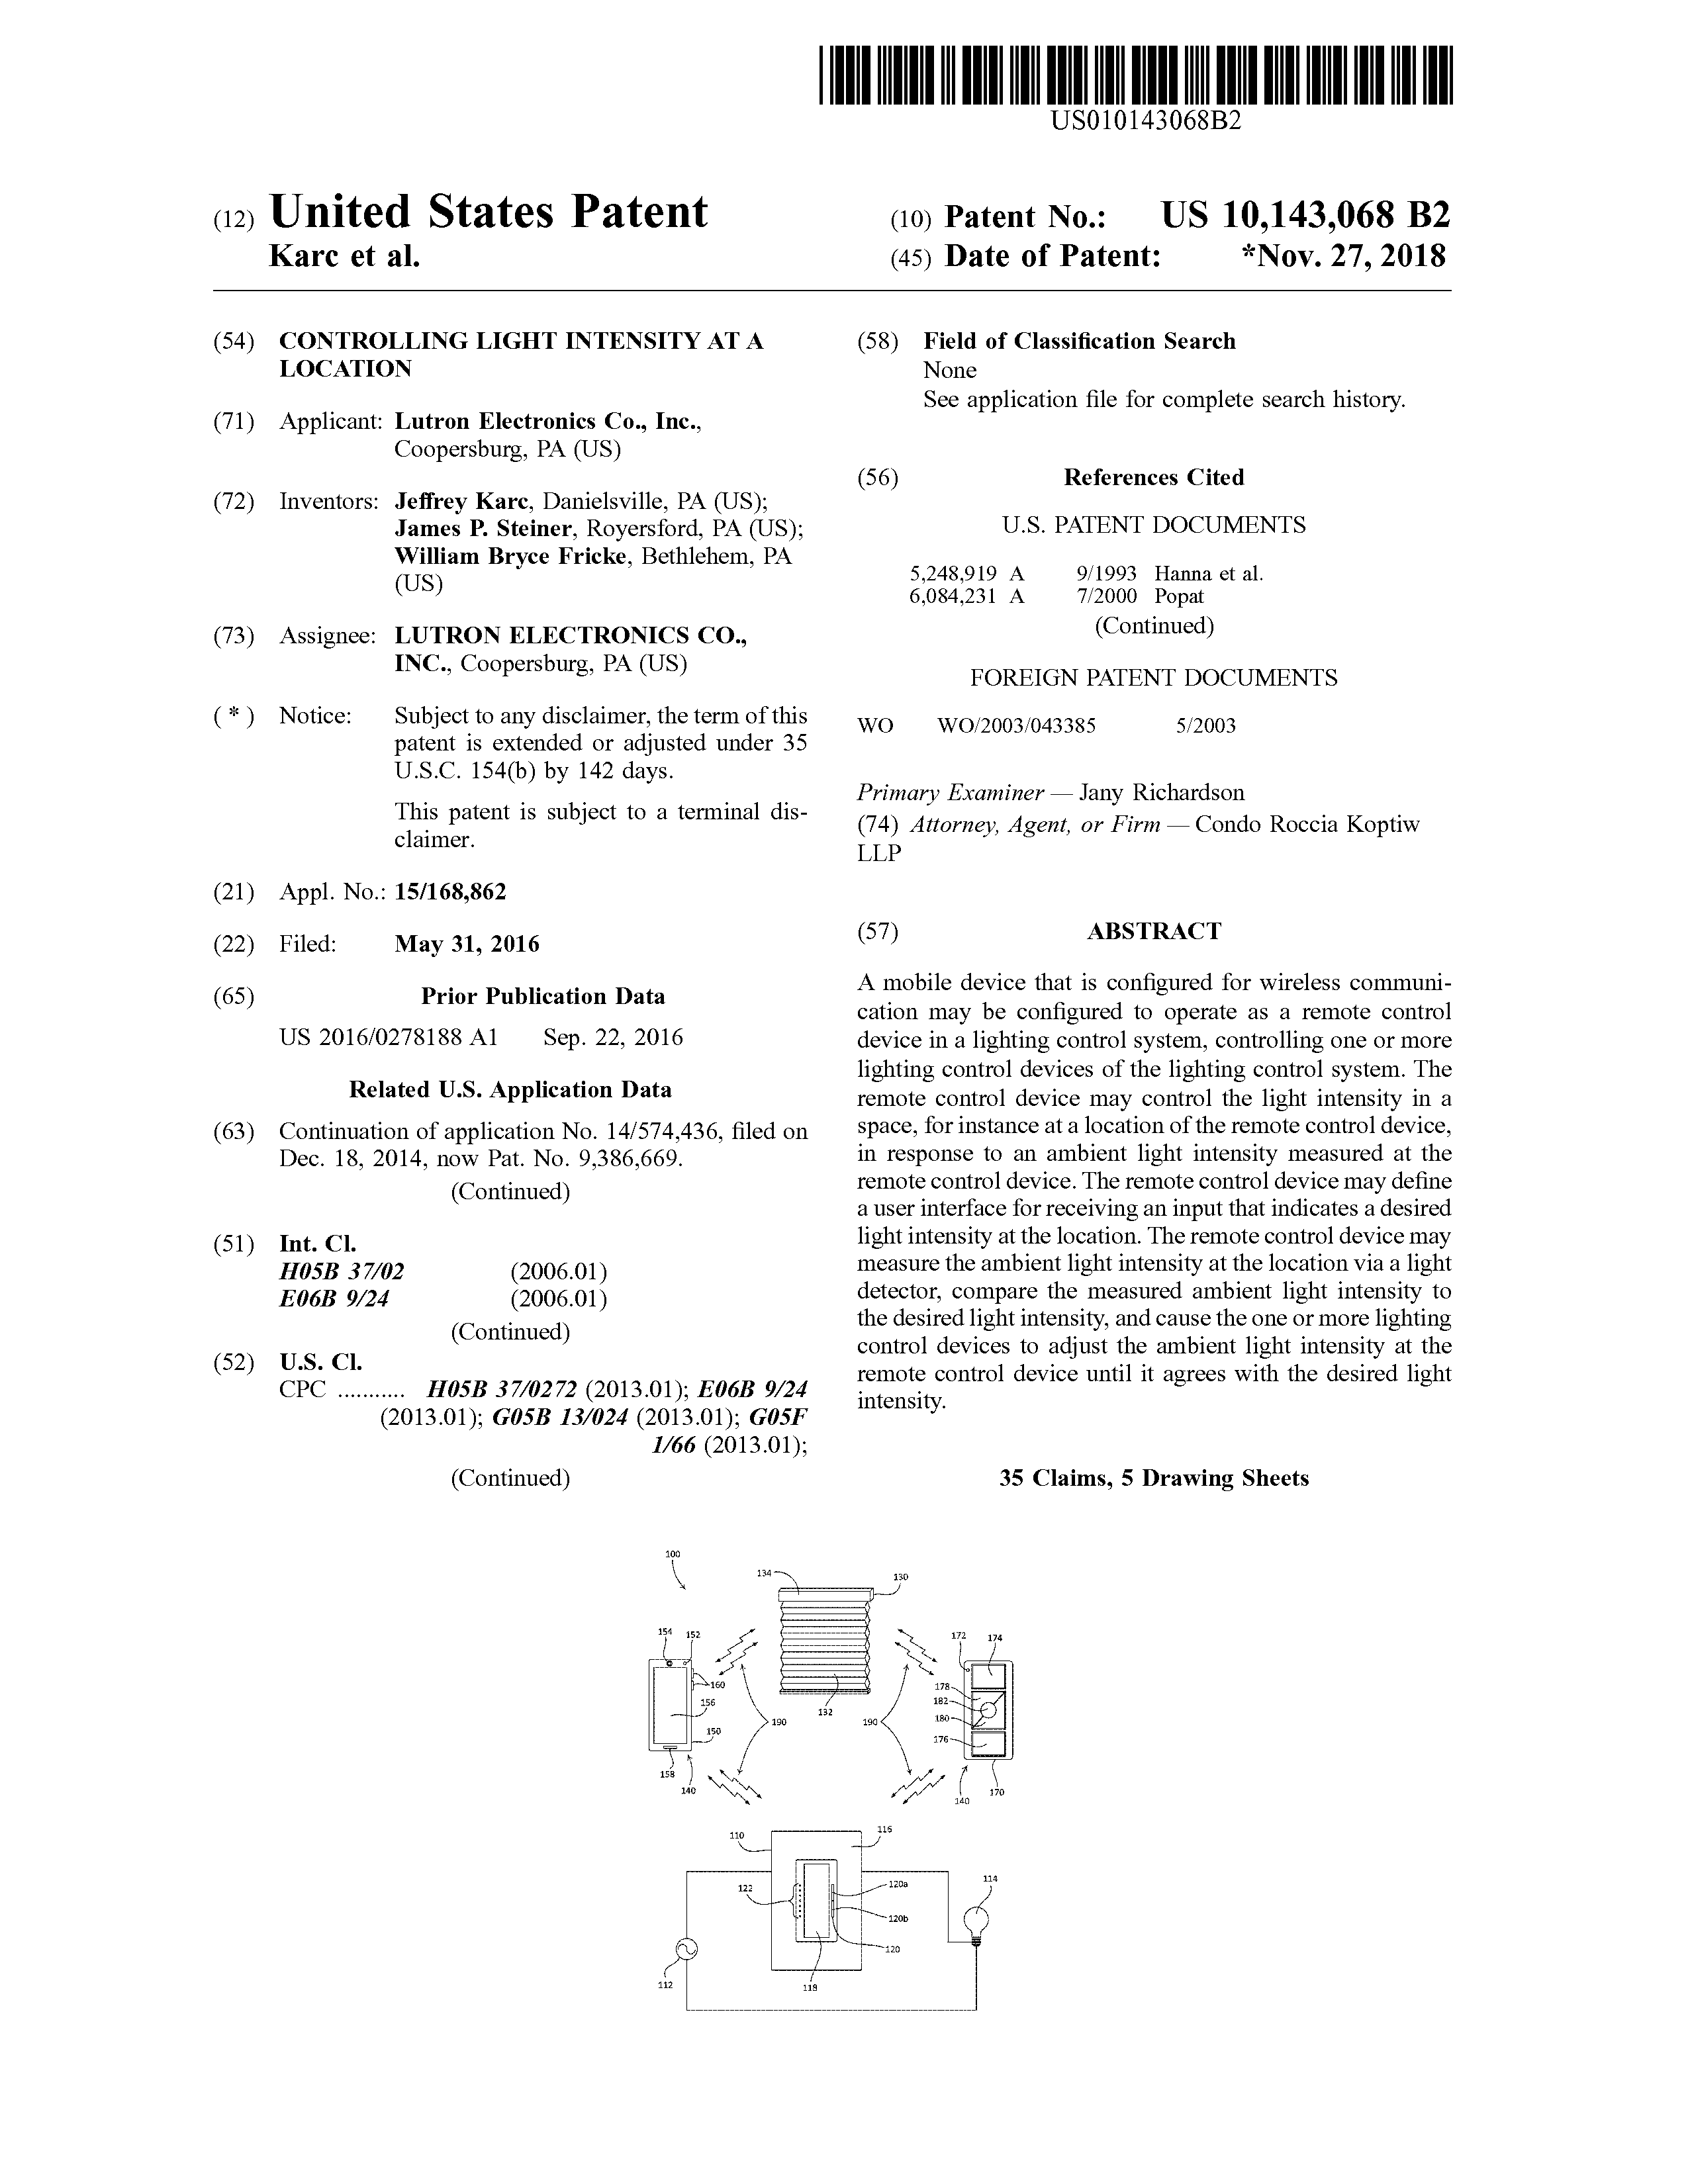 US010143068B2
(12) United States Patent
Karc et al.
(10) Patent No.: US 10,143,068 B2
(45) Date of Patent: *Nov. 27, 2018
(54) CONTROLLING LIGHT INTENSITY AT A
LOCATION
(71) Applicant: Lutron Electronics Co., Inc.,
Coopersburg, PA (US)
(72) Inventors: Jeffrey Karc, Danielsville, PA (US);
James P. Steiner, Royersford, PA (US);
William Bryce Fricke, Bethlehem, PA
(US)
(73) Assignee: LUTRON ELECTRONICS CO.,
INC., Coopersburg, PA (US)
( * ) Notice: Subject to any disclaimer, the term of this
patent is extended or adjusted under 35
U.S.C. 154(b) by 142 days.
This patent is subject to a terminal dis-
claimer.
(21) Appl. No.: 15/168,862
(22) Filed: May 31, 2016
(65) Prior Publication Data
US 2016/0278188 A1 Sep. 22, 2016
Related U.S. Application Data
(63) Continuation of application No. 14/574,436, filed on
Dec. 18, 2014, now Pat. No. 9,386,669.
(Continued)
(51) Int. Cl.
H05B 37/02 (2006.01)
E06B 9/24 (2006.01)
(Continued)
(52) U.S. Cl.
CPC ........... H05B 37/0272 (2013.01); E06B 9/24
(2013.01); G05B 13/024 (2013.01); G05F
1/66 (2013.01);
(Continued)
(58) Field of Classification Search
None
See application file for complete search history.
(56) References Cited
U.S. PATENT DOCUMENTS
5,248,919 A 9/1993 Hanna et al.
6,084,231 A 7/2000 Popat
(Continued)
FOREIGN PATENT DOCUMENTS
WO WO/2003/043385 5/2003
Primary Examiner — Jany Richardson
(74) Attorney, Agent, or Firm — Condo Roccia Koptiw
LLP
(57) ABSTRACT
A mobile device that is configured for wireless communi-
cation may be configured to operate as a remote control
device in a lighting control system, controlling one or more
lighting control devices of the lighting control system. The
remote control device may control the light intensity in a
space, for instance at a location of the remote control device,
in response to an ambient light intensity measured at the
remote control device. The remote control device may define
a user interface for receiving an input that indicates a desired
light intensity at the location. The remote control device may
measure the ambient light intensity at the location via a light
detector, compare the measured ambient light intensity to
the desired light intensity, and cause the one or more lighting
control devices to adjust the ambient light intensity at the
remote control device until it agrees with the desired light
intensity.
35 Claims, 5 Drawing Sheets
100
134
130
154 152
172 174
160
178
156
182
132
180
190
190
150
176
158
140
170
140
110
116
122
120a
114
120b
120
112
118